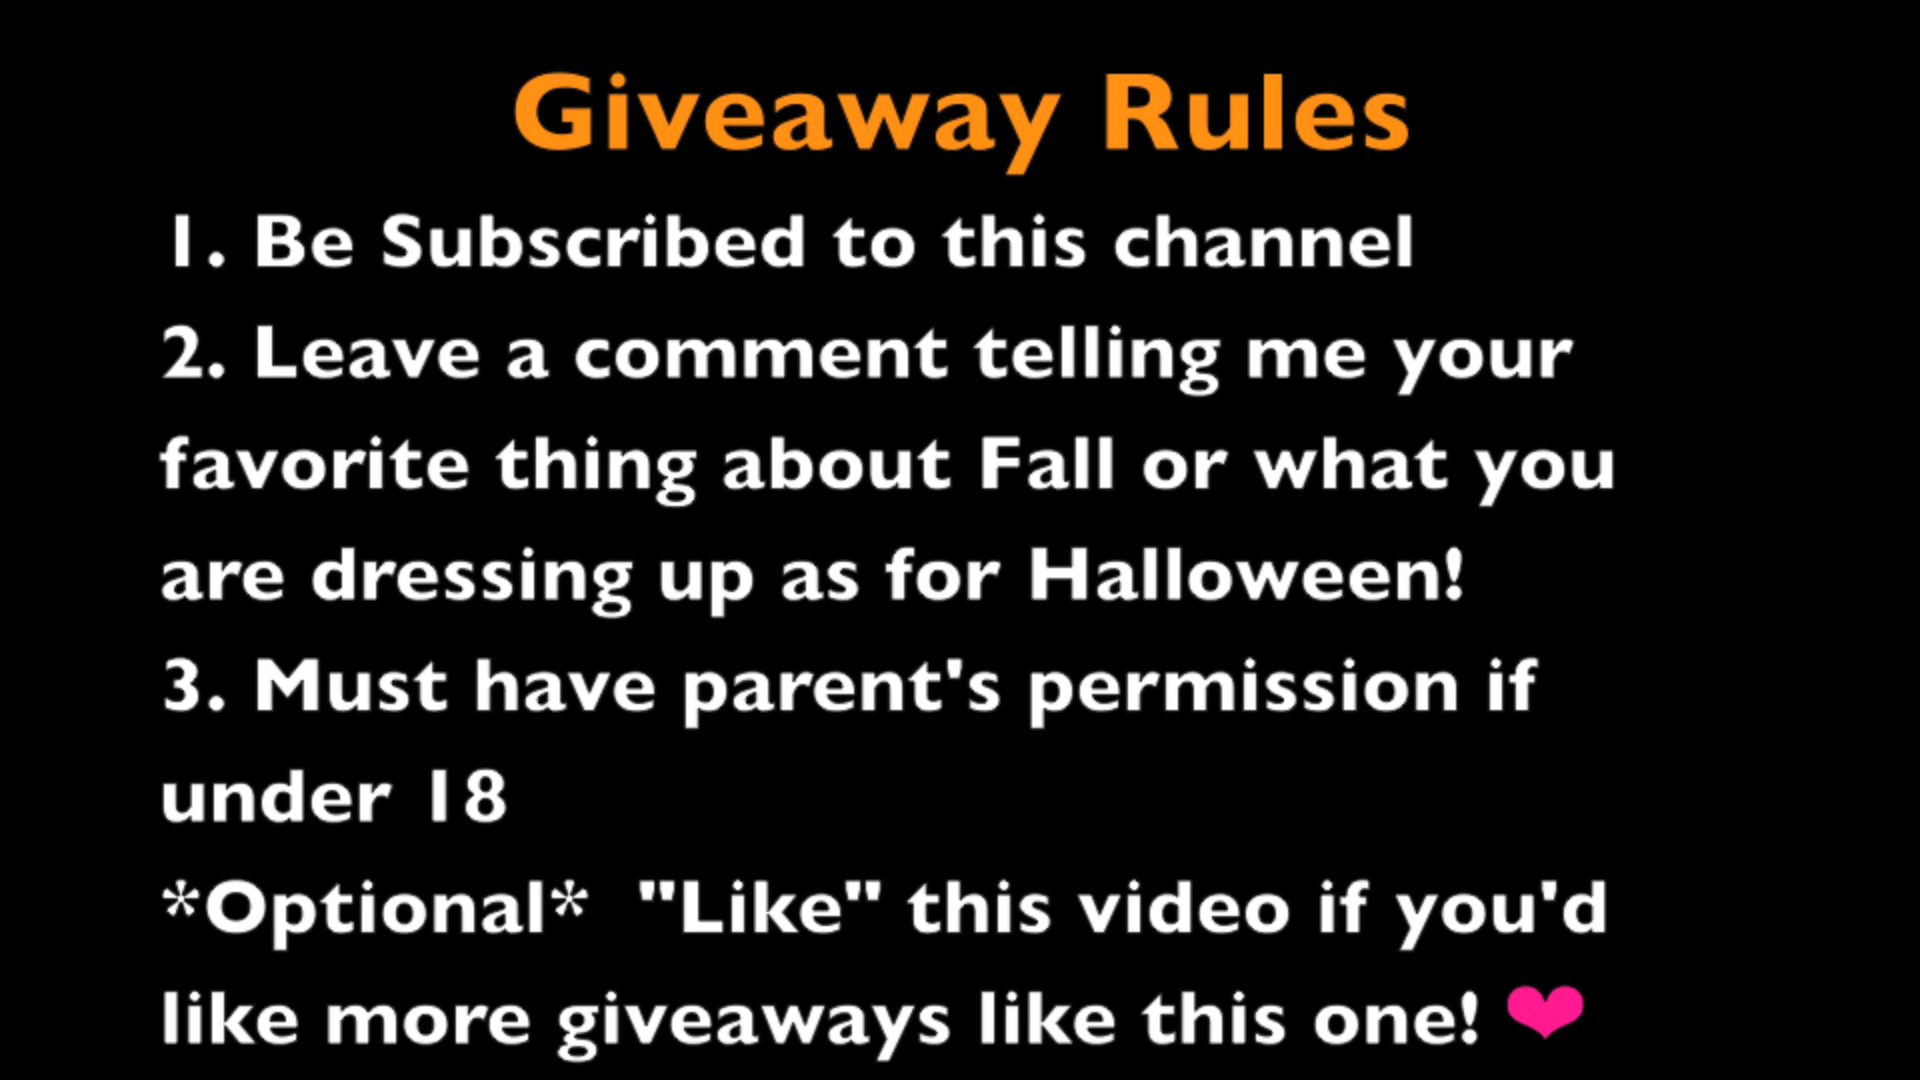 Giveaway Rules
1. Be Subscribed to this channel
2. Leave a comment telling me your
favorite thing about Fall or what you
are dressing up as for Halloween!
3. Must have parent's permission if
under 18
*Optional*  "Like" this video if you'd
like more giveaways like this one! ❤